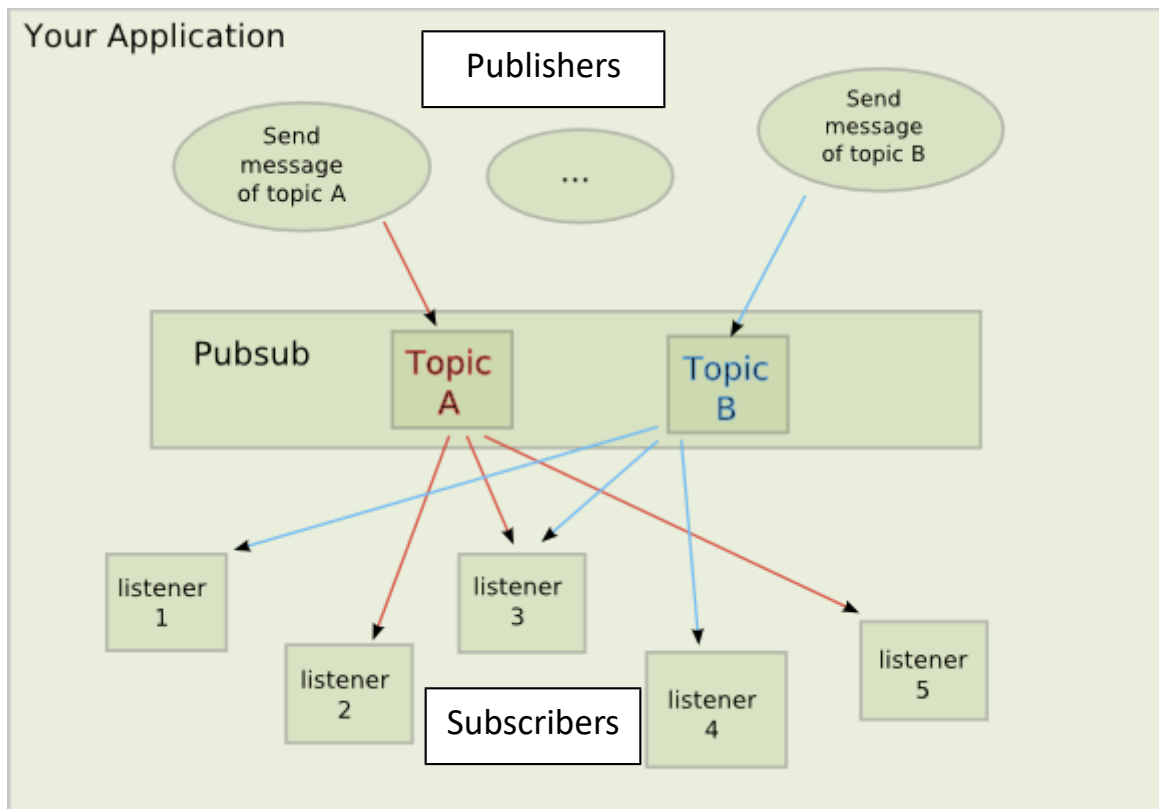 Your Application
Publishers
Send
message
of topic A
...
Send
message
of topic B
Pubsub
Topic
A
Topic
B
listener
1
listener
2
listener
3
listener
4
listener
5
Subscribers